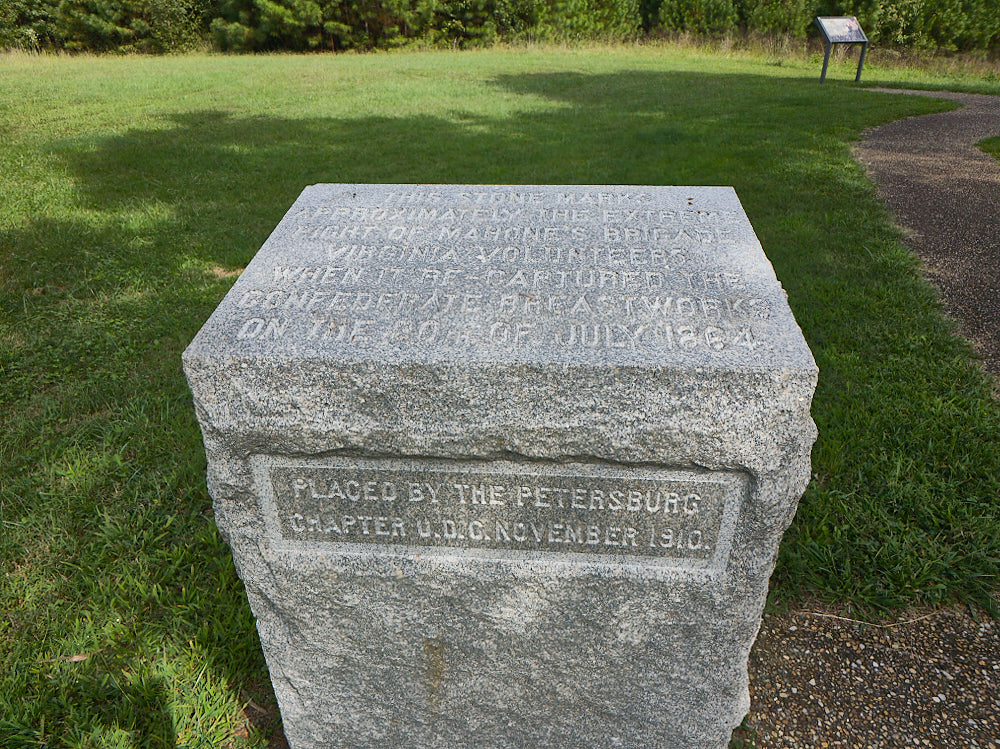 THIS STONE MARKS
APPROXIMATELY THE EXTREME
RIGHT OF MAHONE'S BRIGADE
VIRGINIA VOLUNTEERS
WHEN IT RE-CAPTURED THE
CONFEDERATE BREASTWORKS
ON THE 30TH OF JULY 1864.
PLACED BY THE PETERSBURG
CHAPTER U.D.C. NOVEMBER 1910.